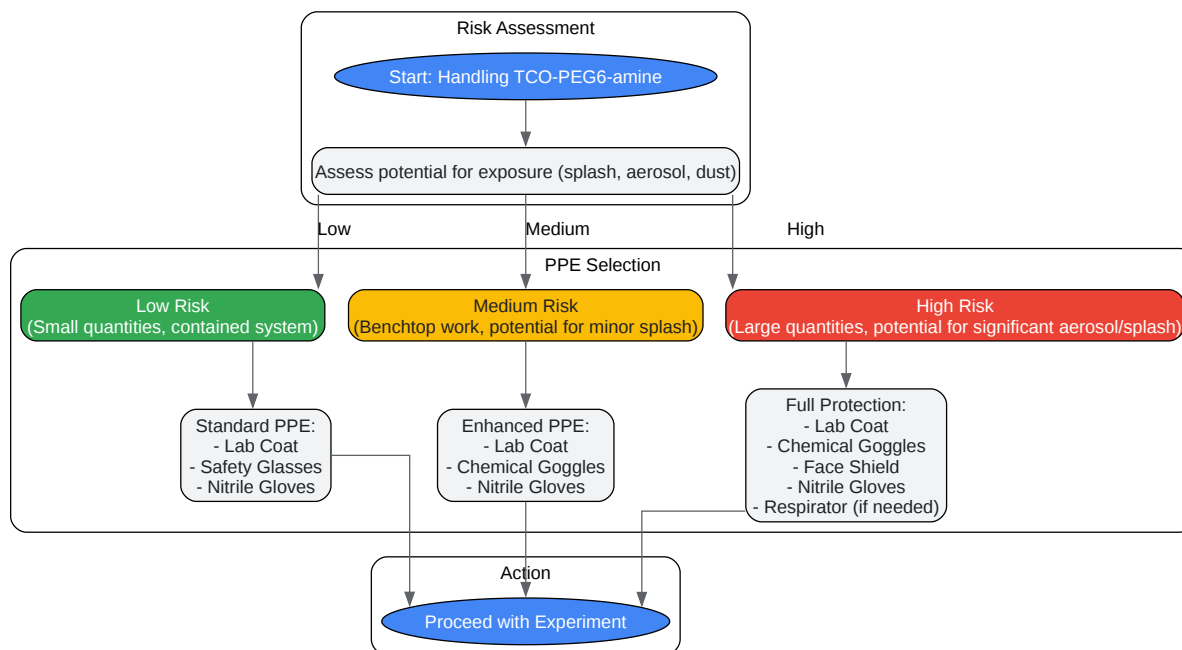 Risk Assessment
Start: Handling TCO-PEG6-amine
Assess potential for exposure (splash, aerosol, dust)
Low
Medium
High
PPE Selection
Low Risk
(Small quantities, contained system)
Medium Risk
(Benchtop work, potential for minor splash)
High Risk
(Large quantities, potential for significant aerosol/splash)
Standard PPE:
- Lab Coat
- Safety Glasses
- Nitrile Gloves
Enhanced PPE:
- Lab Coat
- Chemical Goggles
- Nitrile Gloves
Full Protection:
- Lab Coat
- Chemical Goggles
- Face Shield
- Nitrile Gloves
- Respirator (if needed)
Action
Proceed with Experiment